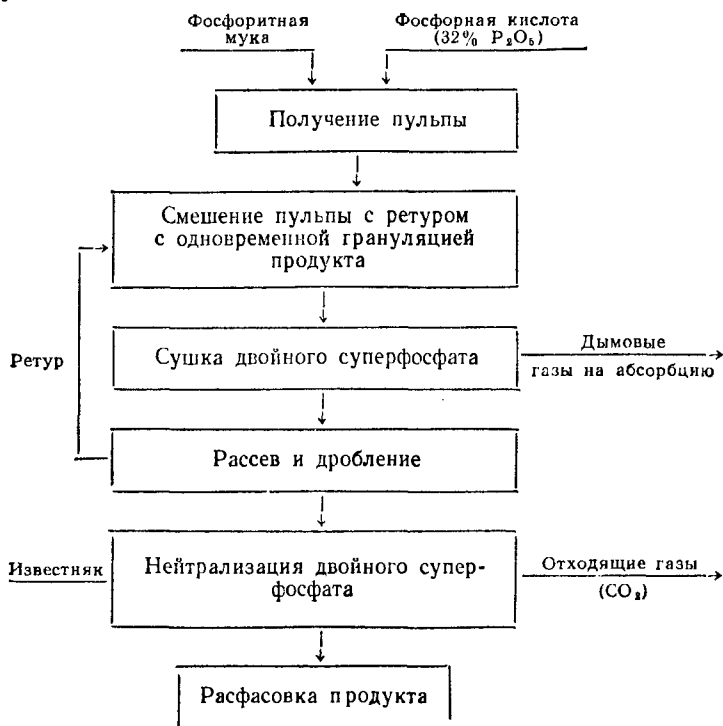 Фосфоритная
мука
Фосфорная кислота
(32% P₂O₅)
Получение пульпы
Смешение пульпы с ретуром
с одновременной грануляцией
продукта
Ретур
Сушка двойного суперфосфата
Дымовые
газы на абсорбцию
Рассев и дробление
Известняк
Нейтрализация двойного супер-
фосфата
Отходящие газы
(CO₂)
Расфасовка продукта